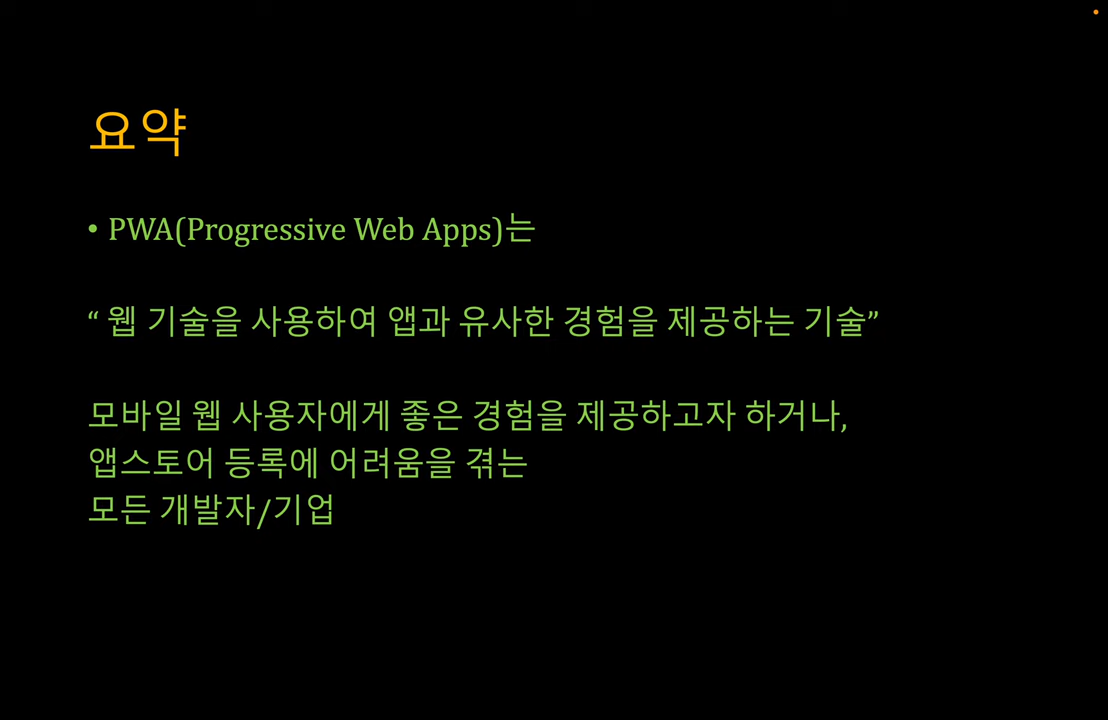 요약
• PWA(Progressive Web Apps)는
“ 웹 기술을 사용하여 앱과 유사한 경험을 제공하는 기술”
모바일 웹 사용자에게 좋은 경험을 제공하고자 하거나,
앱스토어 등록에 어려움을 겪는
모든 개발자/기업